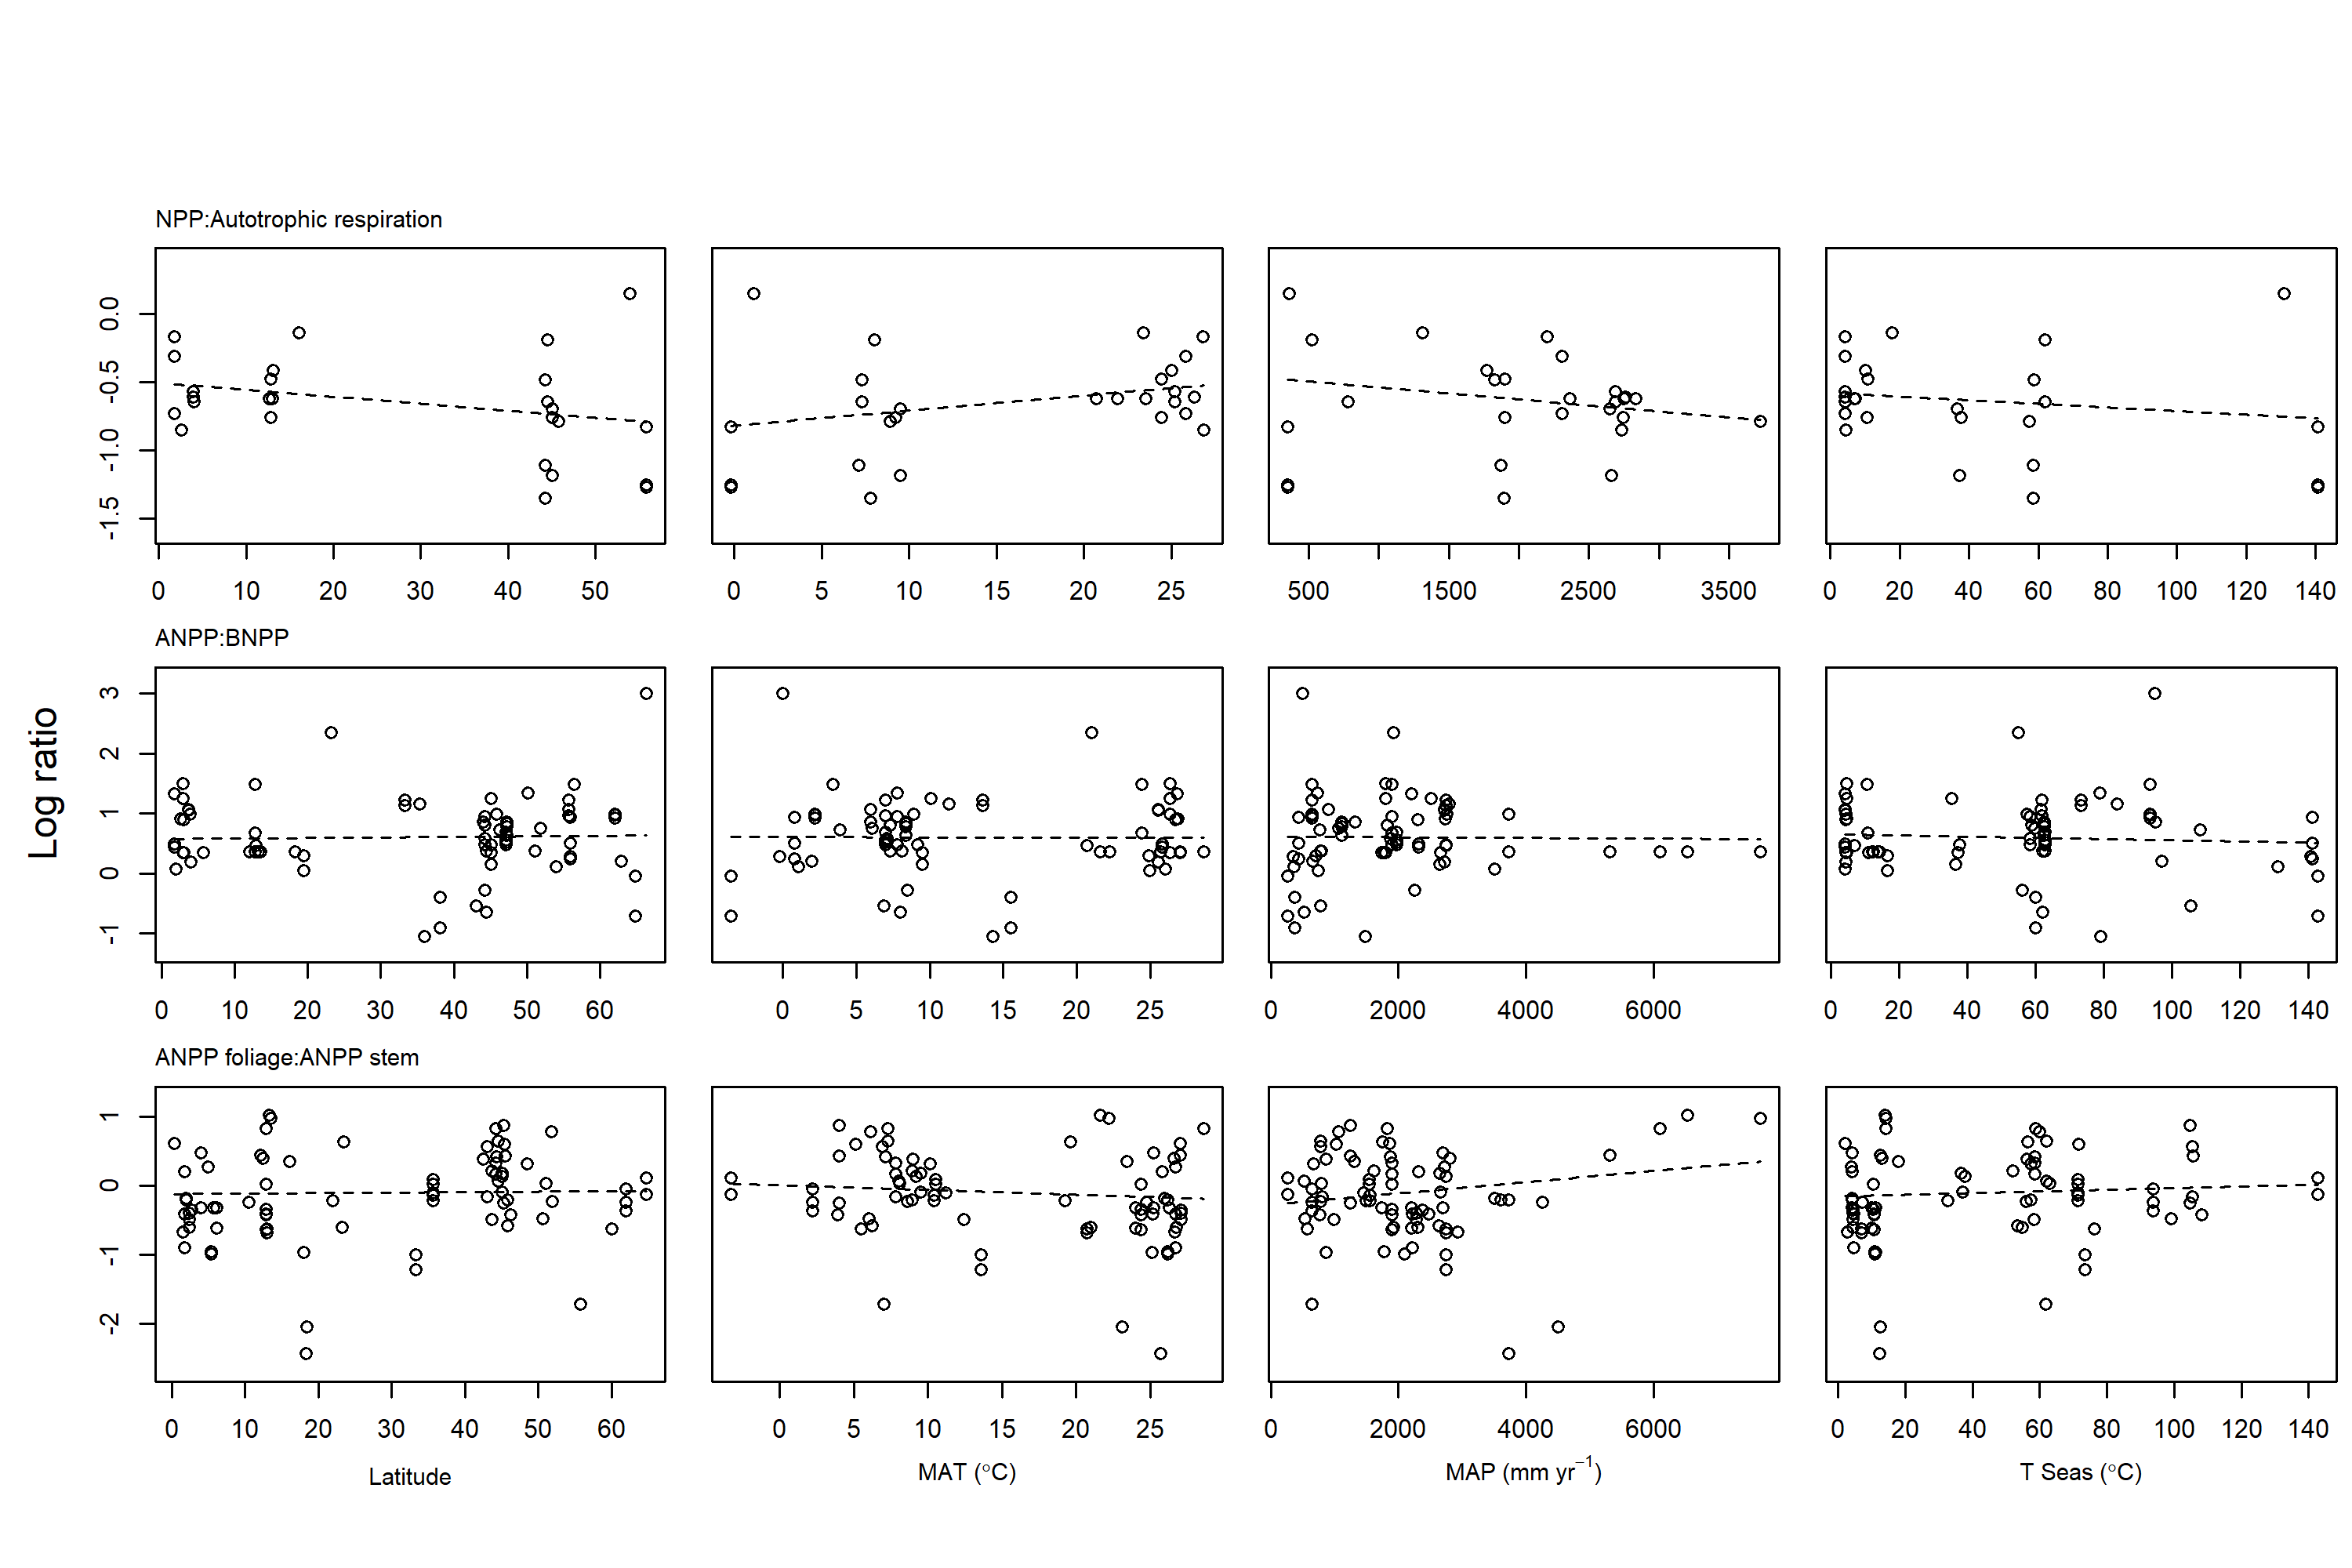 NPP:Autotrophic respiration
0.0
-0.5
-1.0
-1.5
0 10 20 30 40 50
0 5 10 15 20 25
500 1500 2500 3500
0 20 40 60 80 100 120 140
ANPP:BNPP
Log ratio
3
2
1
0
-1
0 10 20 30 40 50 60
0 5 10 15 20 25
0 2000 4000 6000
0 20 40 60 80 100 120 140
ANPP foliage:ANPP stem
1
0
-1
-2
0 10 20 30 40 50 60
0 5 10 15 20 25
0 2000 4000 6000
0 20 40 60 80 100 120 140
Latitude
MAT (°C)
MAP (mm yr⁻¹)
T Seas (°C)